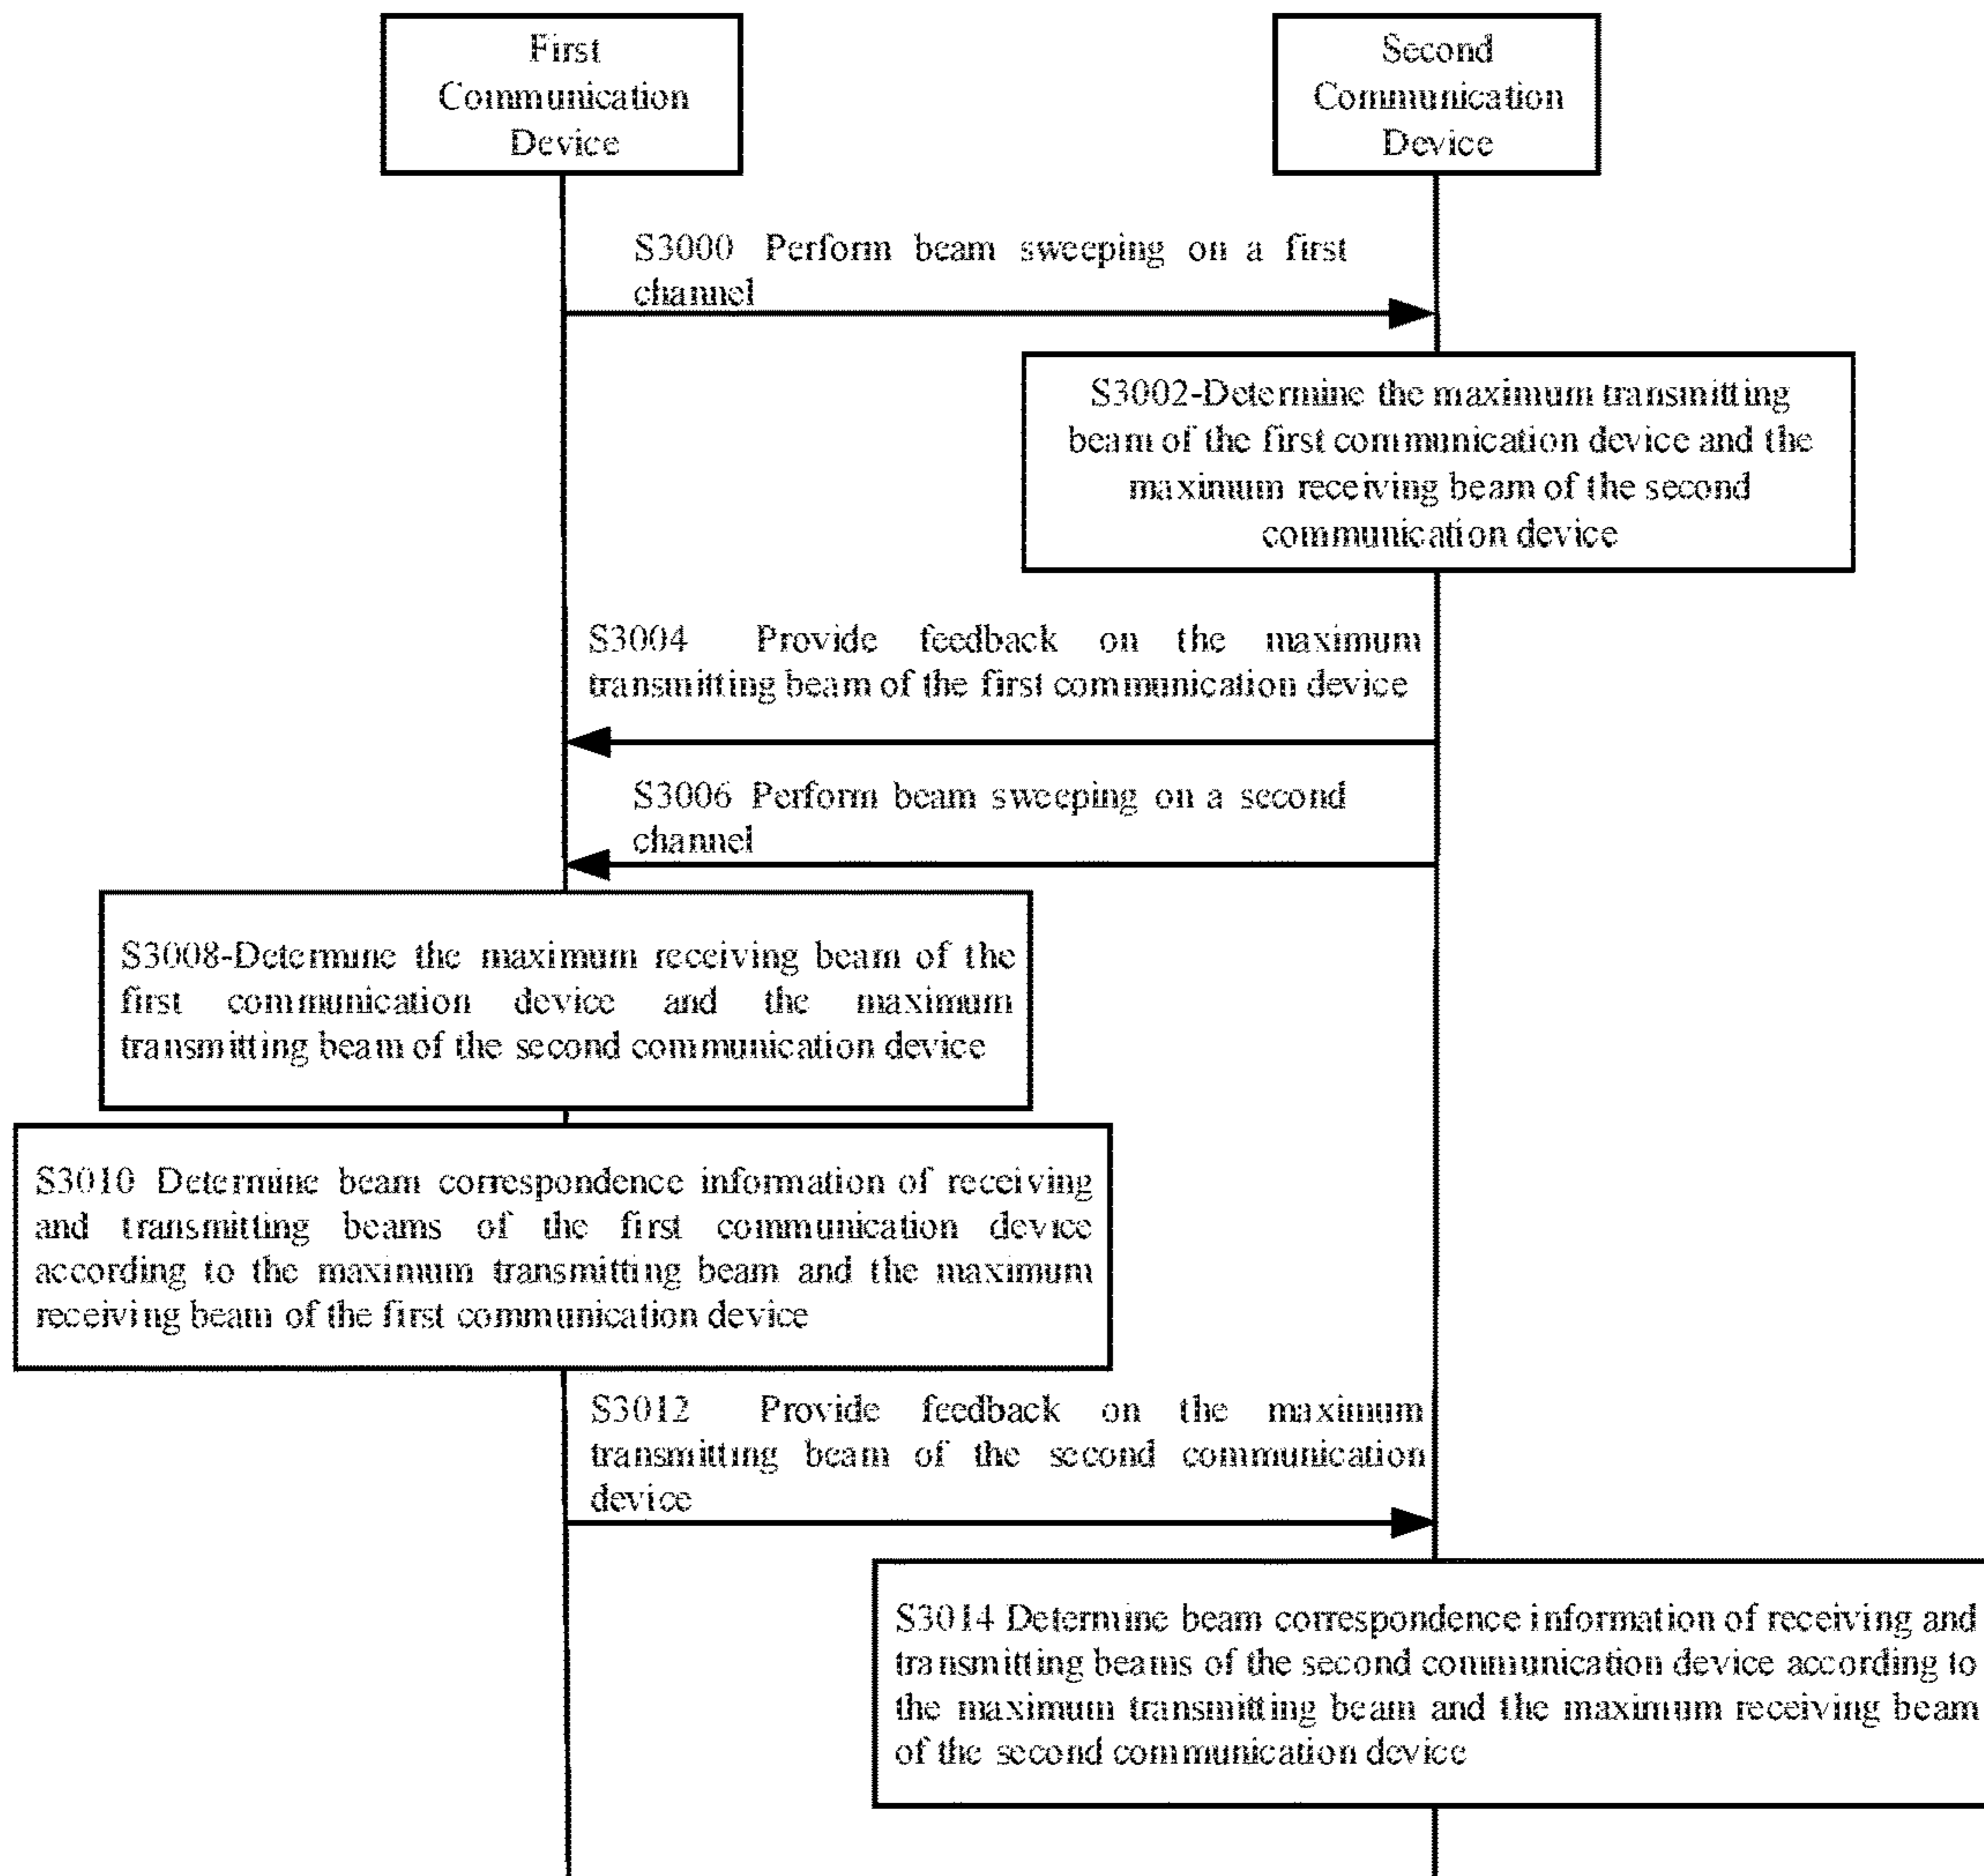 First
Communication
Device
Second
Communication
Device
S3000 Perform beam sweeping on a first
channel
S3002-Determine the maximum transmitting
beam of the first communication device and the
maximum receiving beam of the second
communication device
S3004 Provide feedback on the maximum
transmitting beam of the first communication device
S3006 Perform beam sweeping on a second
channel
S3008-Determine the maximum receiving beam of the
first communication device and the maximum
transmitting beam of the second communication device
S3010 Determine beam correspondence information of receiving
and transmitting beams of the first communication device
according to the maximum transmitting beam and the maximum
receiving beam of the first communication device
S3012 Provide feedback on the maximum
transmitting beam of the second communication
device
S3014 Determine beam correspondence information of receiving and
transmitting beams of the second communication device according to
the maximum transmitting beam and the maximum receiving beam
of the second communication device